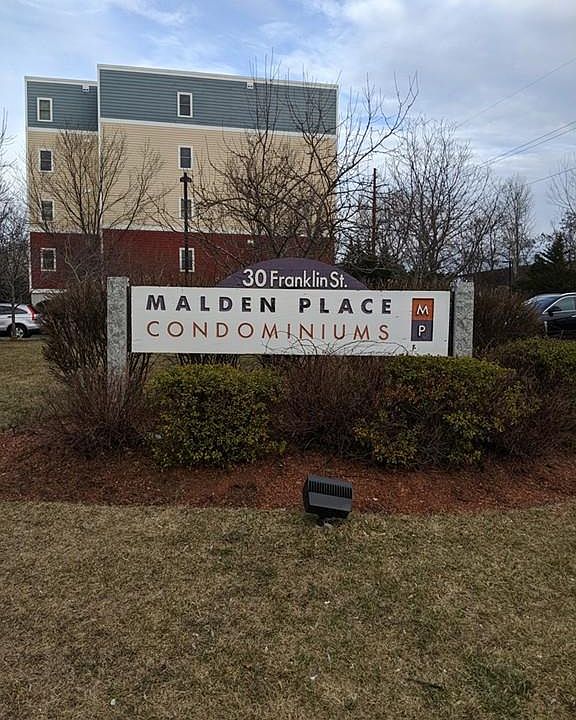 30 Franklin St.
MALDEN PLACE
CONDOMINIUMS
M
P